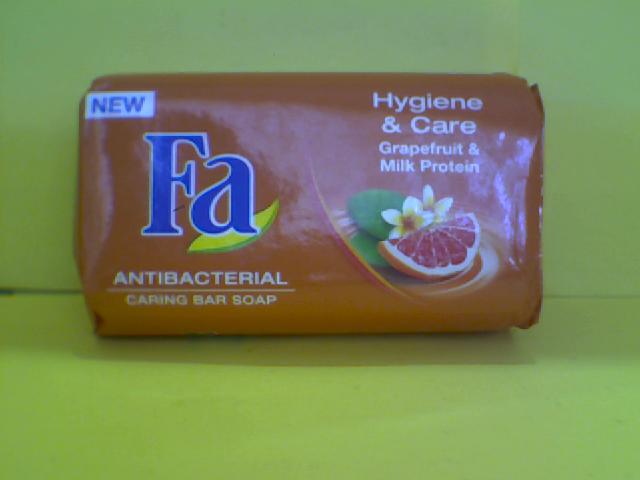 NEW
Fa
ANTIBACTERIAL
CARING BAR SOAP
Hygiene
& Care
Grapefruit &
Milk Protein